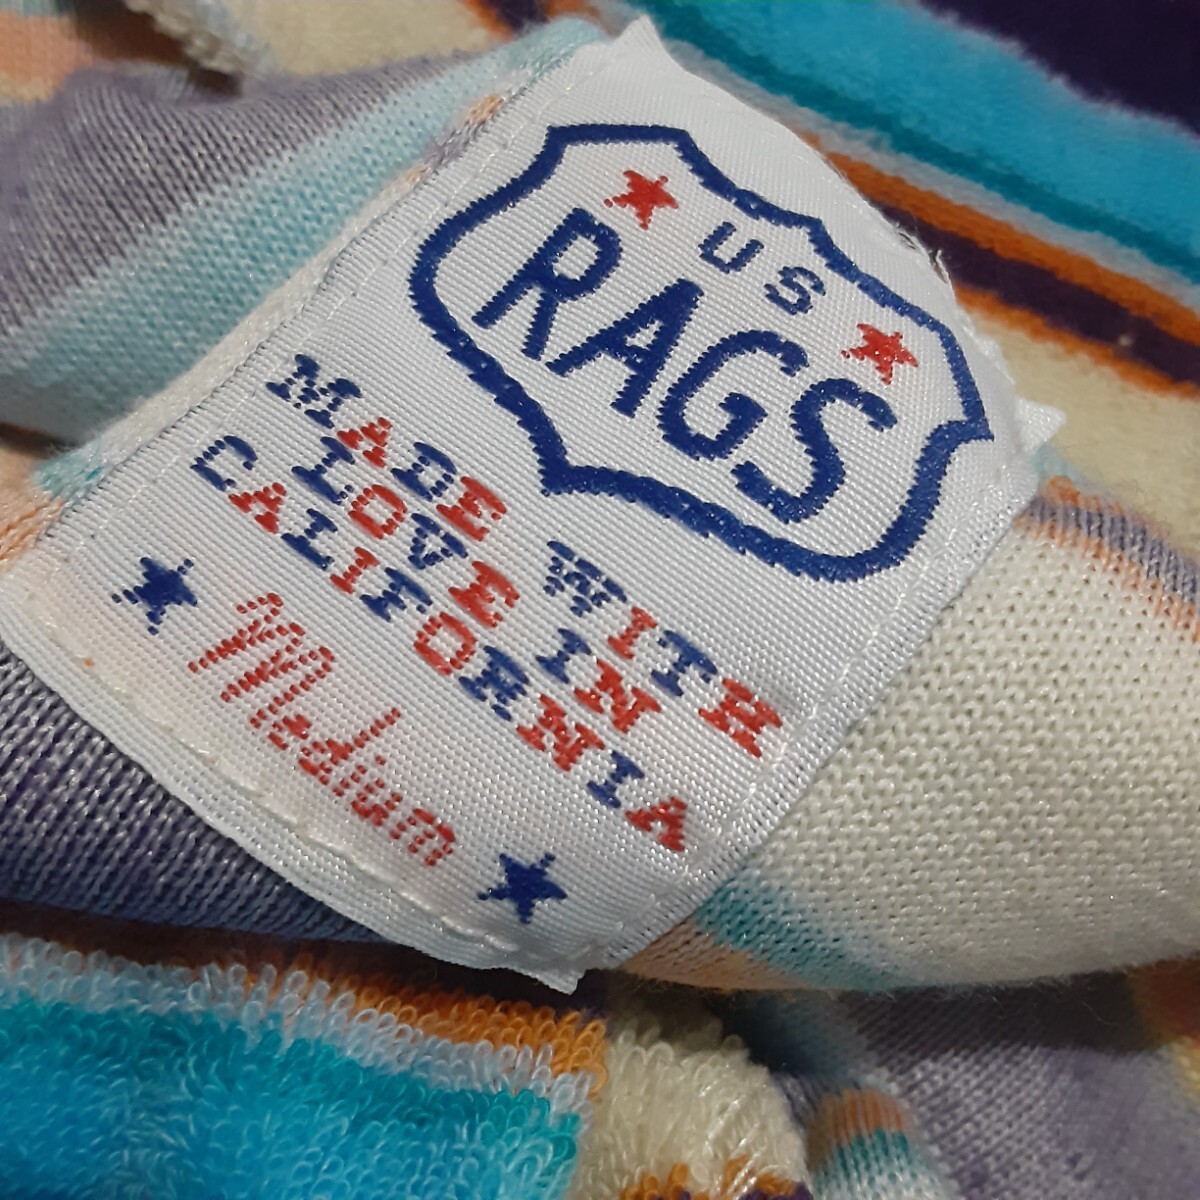 US
RAGS
MADE WITH
LOVE IN
CALIFORNIA
Medium